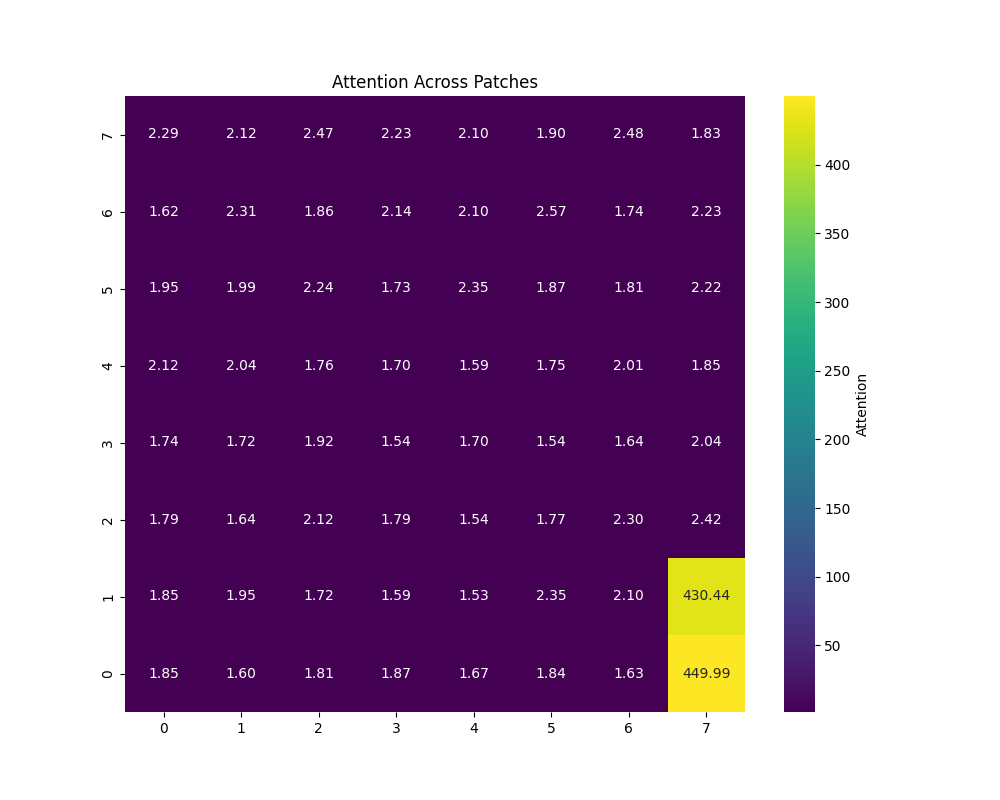 Attention Across Patches
7 2.29 2.12 2.47 2.23 2.10 1.90 2.48 1.83
6 1.62 2.31 1.86 2.14 2.10 2.57 1.74 2.23
5 1.95 1.99 2.24 1.73 2.35 1.87 1.81 2.22
4 2.12 2.04 1.76 1.70 1.59 1.75 2.01 1.85
3 1.74 1.72 1.92 1.54 1.70 1.54 1.64 2.04
2 1.79 1.64 2.12 1.79 1.54 1.77 2.30 2.42
1 1.85 1.95 1.72 1.59 1.53 2.35 2.10 430.44
0 1.85 1.60 1.81 1.87 1.67 1.84 1.63 449.99
0 1 2 3 4 5 6 7
400
350
300
250
200
150
100
50
Attention